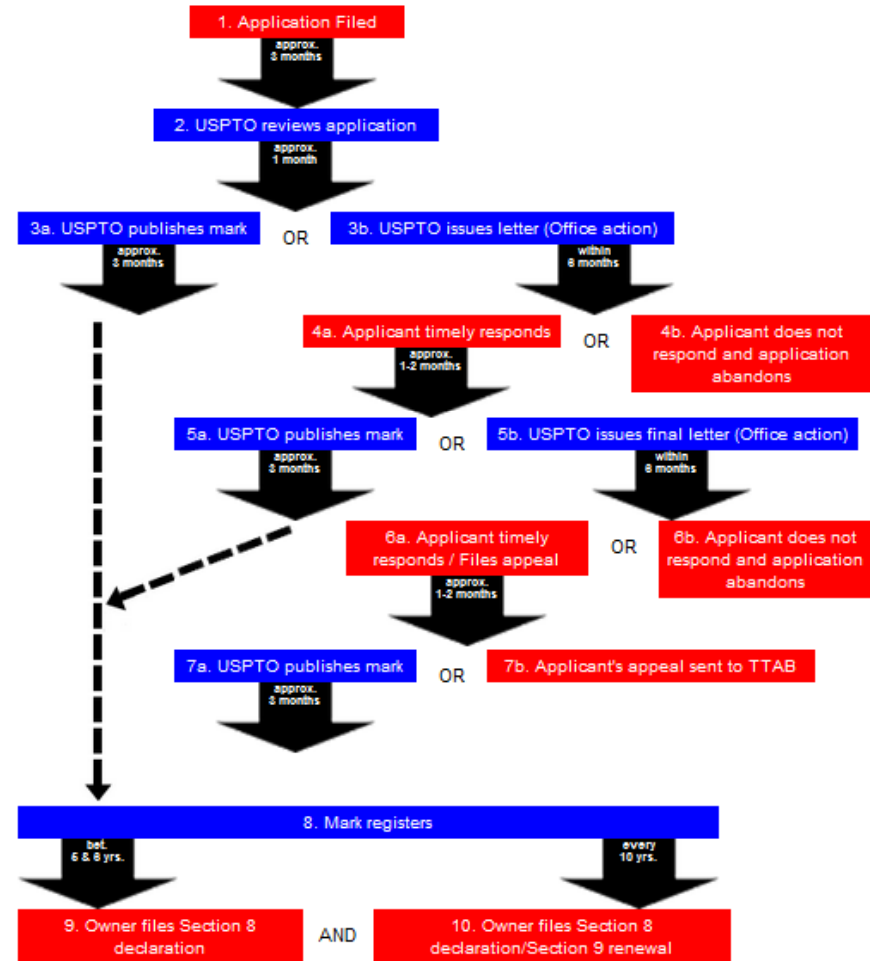 1. Application Filed
approx.
3 months
2. USPTO reviews application
approx.
1 month
3a. USPTO publishes mark
OR
3b. USPTO issues letter (Office action)
approx.
3 months
within
6 months
4a. Applicant timely responds
OR
4b. Applicant does not
respond and application
abandons
approx.
1-2 months
5a. USPTO publishes mark
OR
5b. USPTO issues final letter (Office action)
approx.
3 months
within
6 months
6a. Applicant timely
responds / Files appeal
OR
6b. Applicant does not
respond and application
abandons
approx.
1-2 months
7a. USPTO publishes mark
OR
7b. Applicant's appeal sent to TTAB
approx.
3 months
8. Mark registers
bet.
5 & 6 yrs.
every
10 yrs.
9. Owner files Section 8
declaration
AND
10. Owner files Section 8
declaration/Section 9 renewal